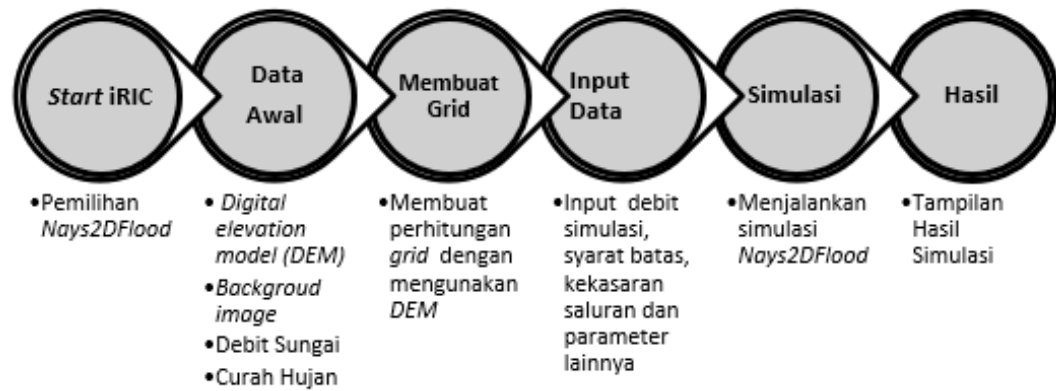 Start iRIC
Data
Awal
Membuat
Grid
Input
Data
Simulasi
Hasil
•Pemilihan
Nays2DFlood
• Digital
elevation
model (DEM)
•Backgroud
image
•Debit Sungai
•Curah Hujan
•Membuat
perhitungan
grid dengan
mengunakan
DEM
•Input debit
simulasi,
syarat batas,
kekasaran
saluran dan
parameter
lainnya
•Menjalankan
simulasi
Nays2DFlood
•Tampilan
Hasil
Simulasi